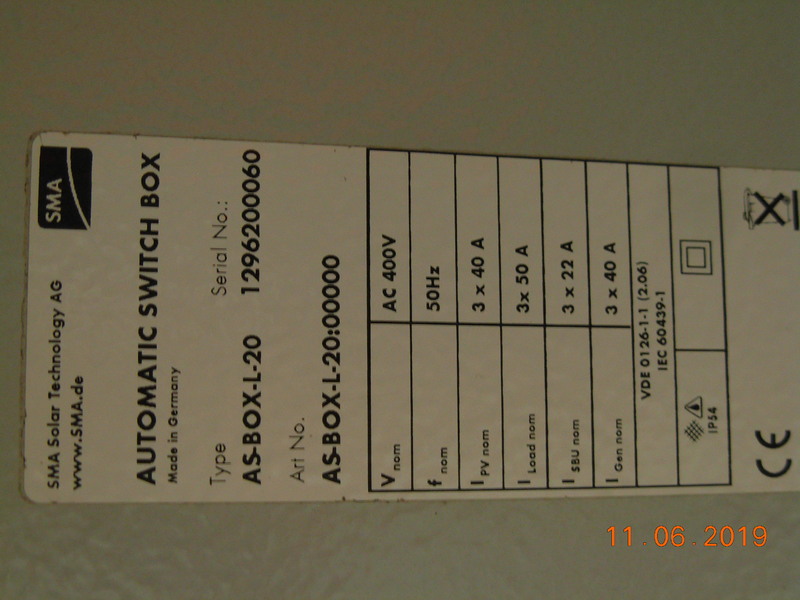 SMA Solar Technology AG
www.SMA.de
SMA
AUTOMATIC SWITCH BOX
Made in Germany
Type Serial No.:
AS-BOX-L-20 1296200060
Art No.
AS-BOX-L-20:00000
V nom AC 400V
f nom 50Hz
I PV nom 3 x 40 A
I Load nom 3x 50 A
I SBU nom 3 x 22 A
I Gen nom 3 x 40 A
VDE 0126-1-1 (2.06)
IEC 60439-1
IP54
CE
11.06.2019